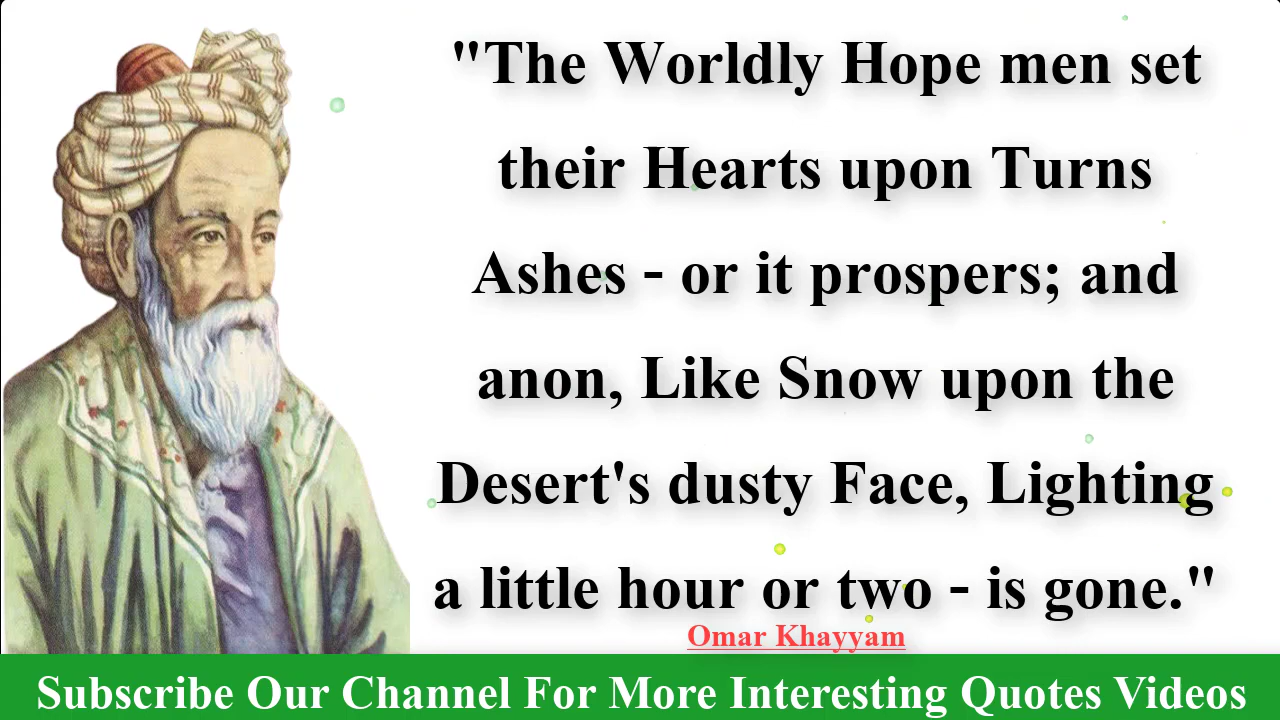 "The Worldly Hope men set
their Hearts upon Turns
Ashes - or it prospers; and
anon, Like Snow upon the
Desert's dusty Face, Lighting
a little hour or two - is gone."
Omar Khayyam
Subscribe Our Channel For More Interesting Quotes Videos